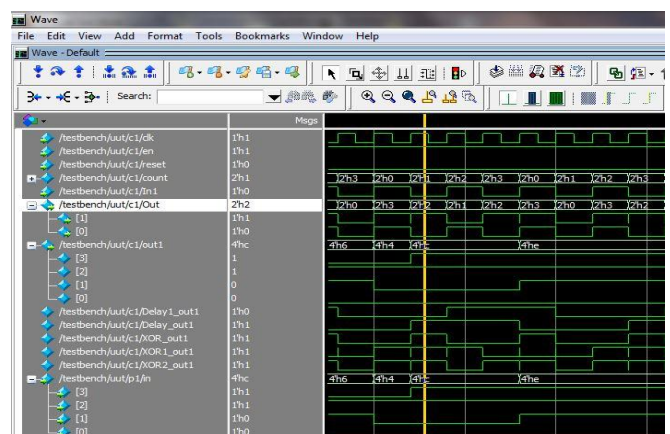 Wave
File Edit View Add Format Tools Bookmarks Window Help
Wave - Default
Search:
Msgs
/testbench/uut/c1/clk 1'h1
/testbench/uut/c1/en 1'h1
/testbench/uut/c1/reset 1'h0
/testbench/uut/c1/count 2'h1 2'h3 2'h0 2'h1 2'h2 2'h3 2'h0 2'h1 2'h2 2'h3
/testbench/uut/c1/In1 1'h0
/testbench/uut/c1/Out 2'h2 2'h0 2'h3 2'h2 2'h1 2'h2 2'h3 2'h0 2'h3 2'h2
[1] 1'h1
[0] 1'h0
/testbench/uut/c1/out1 4'hc 4'h6 4'h4 4'hc 4'he
[3] 1
[2] 1
[1] 0
[0] 0
/testbench/uut/c1/Delay1_out1 1'h0
/testbench/uut/c1/Delay_out1 1'h1
/testbench/uut/c1/XOR_out1 1'h1
/testbench/uut/c1/XOR1_out1 1'h1
/testbench/uut/c1/XOR2_out1 1'h1
/testbench/uut/p1/in 4'hc 4'h6 4'h4 4'hc 4'he
[3] 1'h1
[2] 1'h1
[1] 1'h0
[0] 1'h0